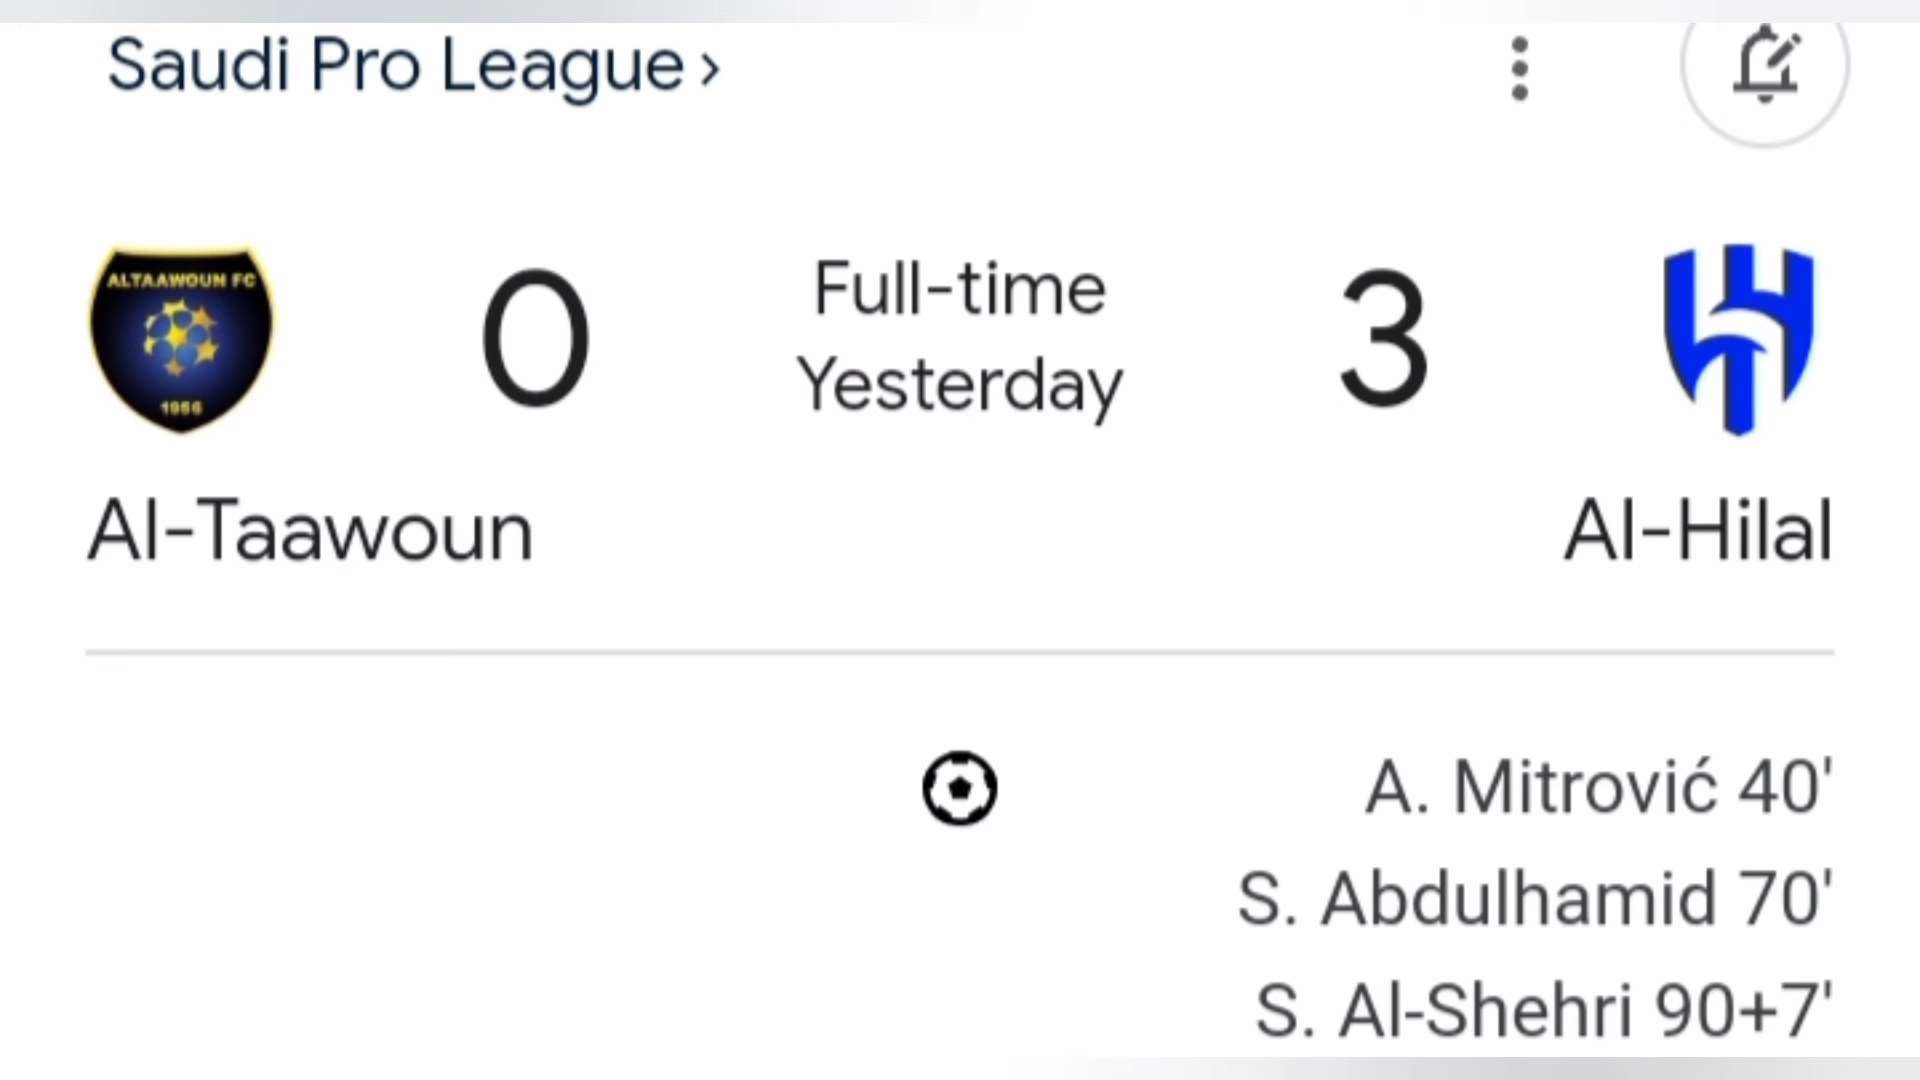 Saudi Pro League ›
ALTAAWOUN FC
1956
0
Full-time
Yesterday
3
Al-Taawoun
Al-Hilal
A. Mitrović 40'
S. Abdulhamid 70'
S. Al-Shehri 90+7'